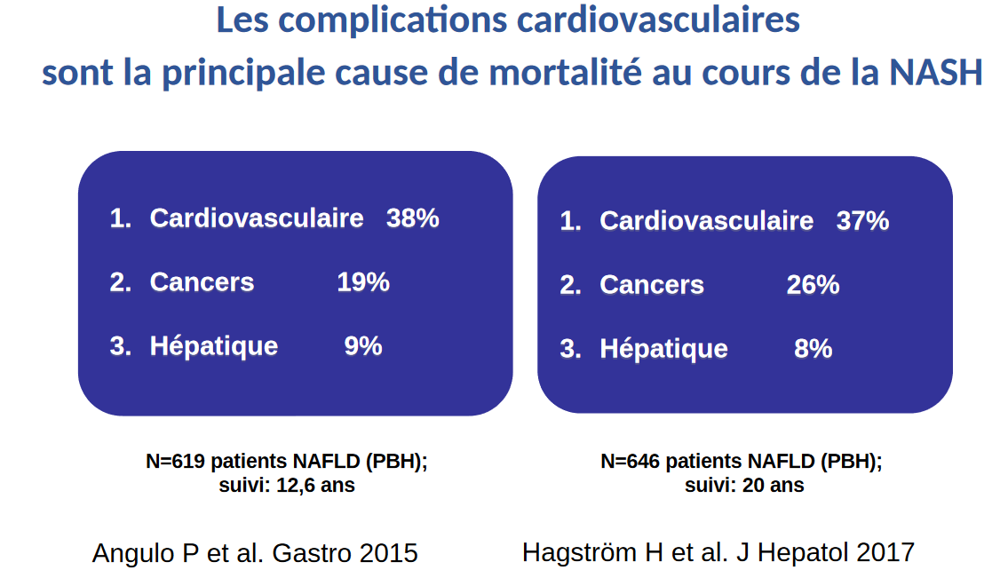 Les complications cardiovasculaires
sont la principale cause de mortalité au cours de la NASH
1. Cardiovasculaire 38%
2. Cancers 19%
3. Hépatique 9%
N=619 patients NAFLD (PBH);
suivi: 12,6 ans
Angulo P et al. Gastro 2015
1. Cardiovasculaire 37%
2. Cancers 26%
3. Hépatique 8%
N=646 patients NAFLD (PBH);
suivi: 20 ans
Hagström H et al. J Hepatol 2017